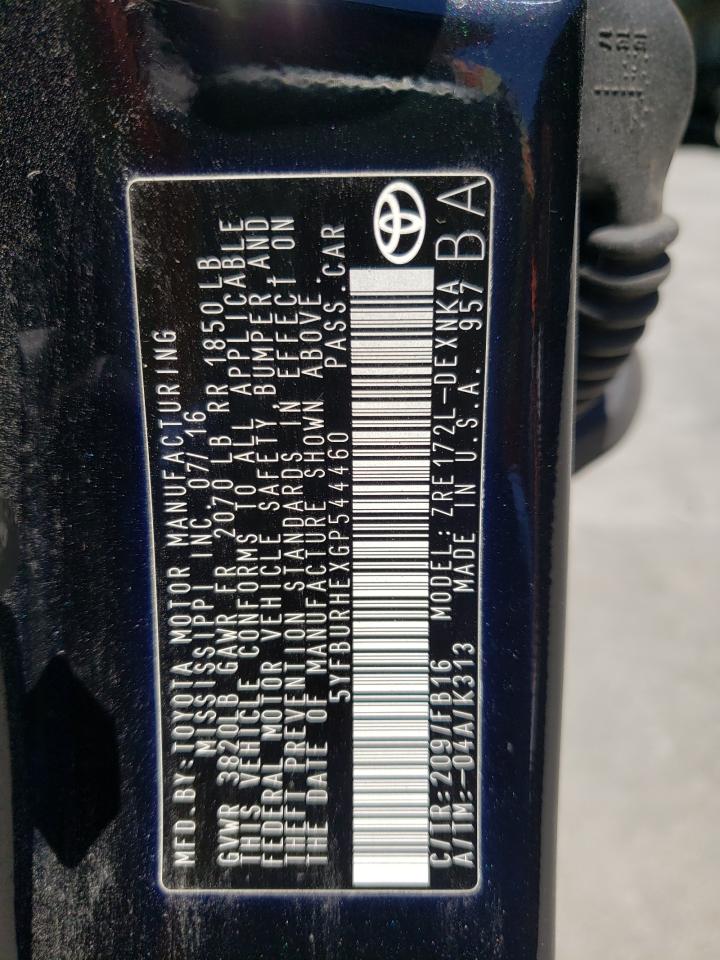 MFD.BY:TOYOTA MOTOR MANUFACTURING
MISSISSIPPI INC. 07/16
GVWR 3820LB GAWR FR 2070 LB RR 1850 LB
THIS VEHICLE CONFORMS TO ALL APPLICABLE
FEDERAL MOTOR VEHICLE SAFETY, BUMPER AND
THEFT PREVENTION STANDARDS IN EFFECT ON
THE DATE OF MANUFACTURE SHOWN ABOVE.
5YFBURHEXGP544460 PASS.CAR
C/TR:209/FB16 MODEL:ZRE172L-DEXNKA
A/TM:-04A/K313 MADE IN U.S.A. 957 BA